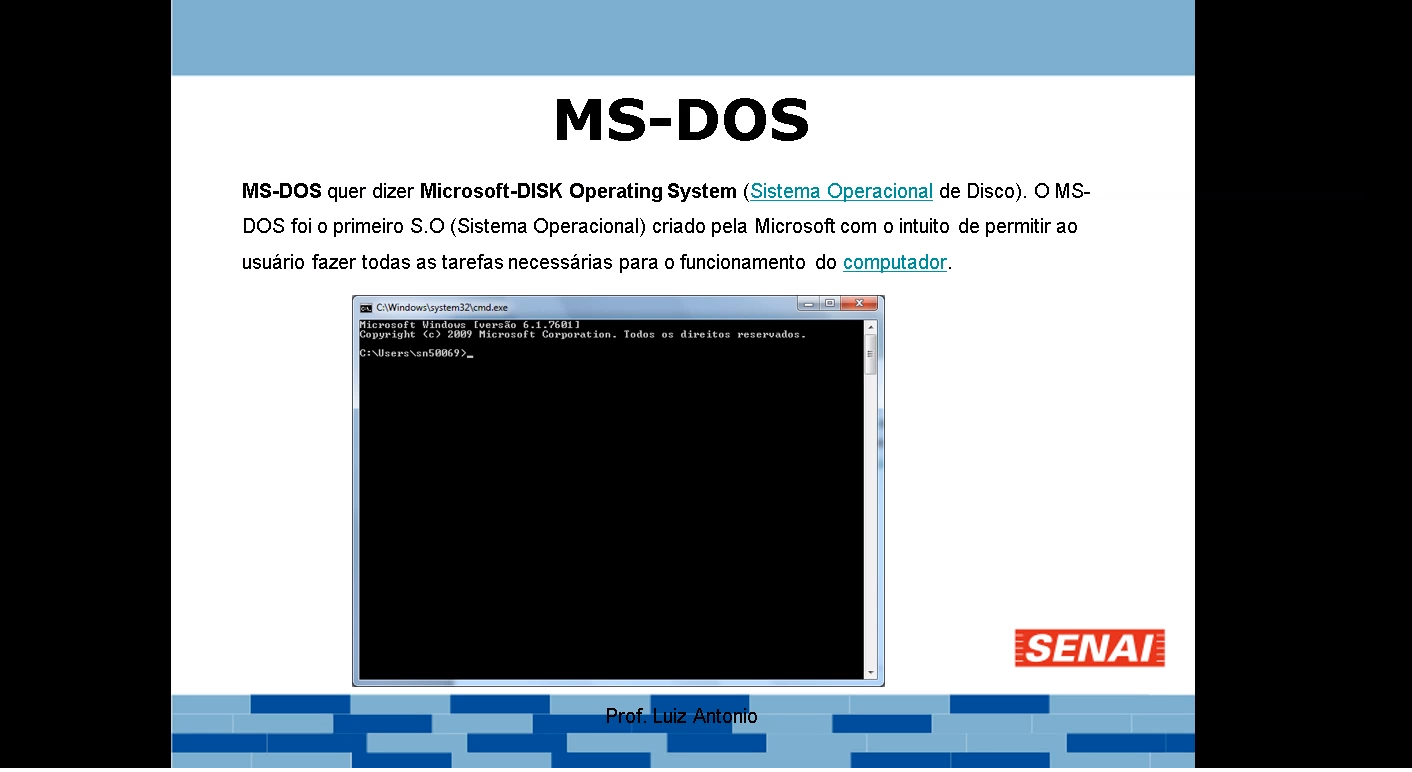 MS-DOS
MS-DOS quer dizer Microsoft-DISK Operating System (Sistema Operacional de Disco). O MS-
DOS foi o primeiro S.O (Sistema Operacional) criado pela Microsoft com o intuito de permitir ao
usuário fazer todas as tarefas necessárias para o funcionamento do computador.
C:\Windows\system32\cmd.exe
Microsoft Windows [versão 6.1.7601]
Copyright (c) 2009 Microsoft Corporation. Todos os direitos reservados.
C:\Users\sn50069>_
SENAI
Prof. Luiz Antonio